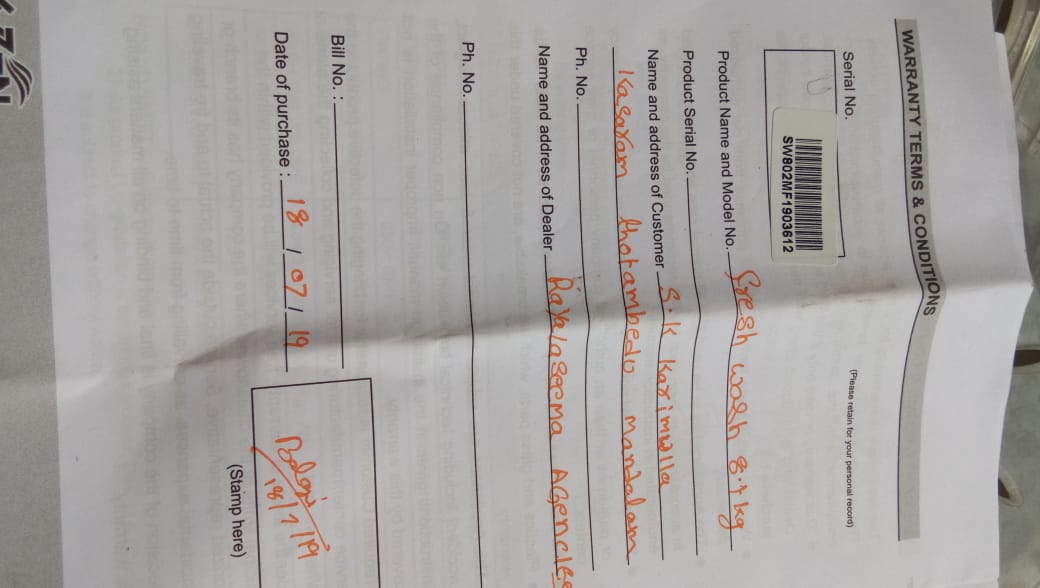 WARRANTY TERMS & CONDITIONS
(Please retain for your personal record)
Serial No.
SW802MF1903612
Product Name and Model No. Fresh wash 8.7 kg
Product Serial No.
Name and address of Customer S.K Karimulla
Kasaram thotambedu mandalam
Ph. No.
Name and address of Dealer Rayalaseema Agencies
Ph. No.
Bill No. :
Date of purchase : 18 / 07 / 19
18/7/19
(Stamp here)